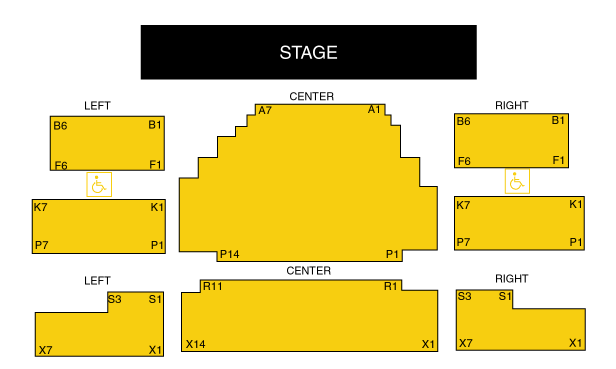 STAGE
LEFT
CENTER
RIGHT
B6 B1
A7 A1
B6 B1
F6 F1
F6 F1
K7 K1
K7 K1
P7 P1
P14 P1
P7 P1
LEFT
CENTER
RIGHT
S3 S1
R11 R1
S3 S1
X7 X1
X14 X1
X7 X1